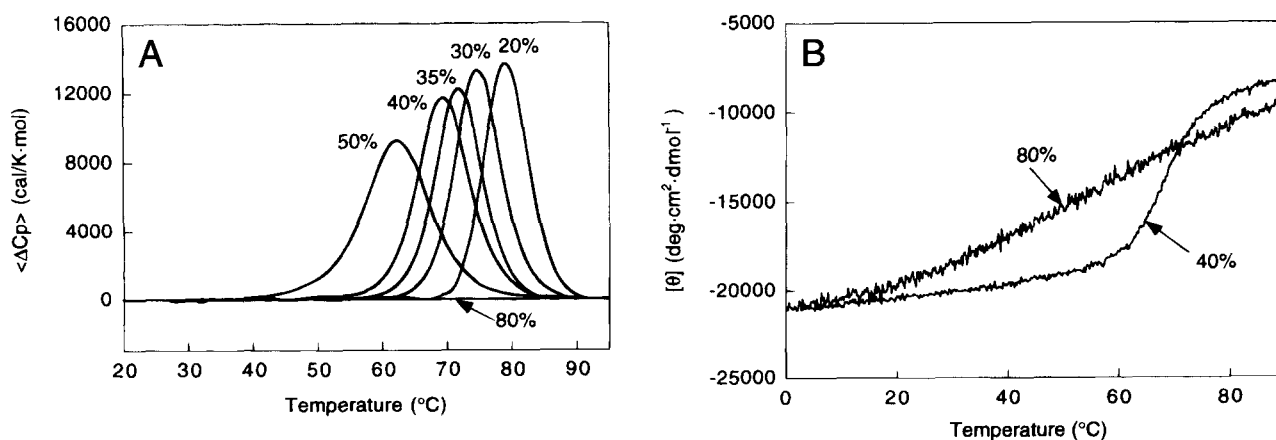 A
16000
12000
8000
4000
0
<ΔCp> (cal/K·mol)
50%
40%
35%
30%
20%
80%
20 30 40 50 60 70 80 90
Temperature (°C)
B
-5000
-10000
-15000
-20000
-25000
[θ] (deg·cm²·dmol⁻¹)
80%
40%
0 20 40 60 80
Temperature (°C)